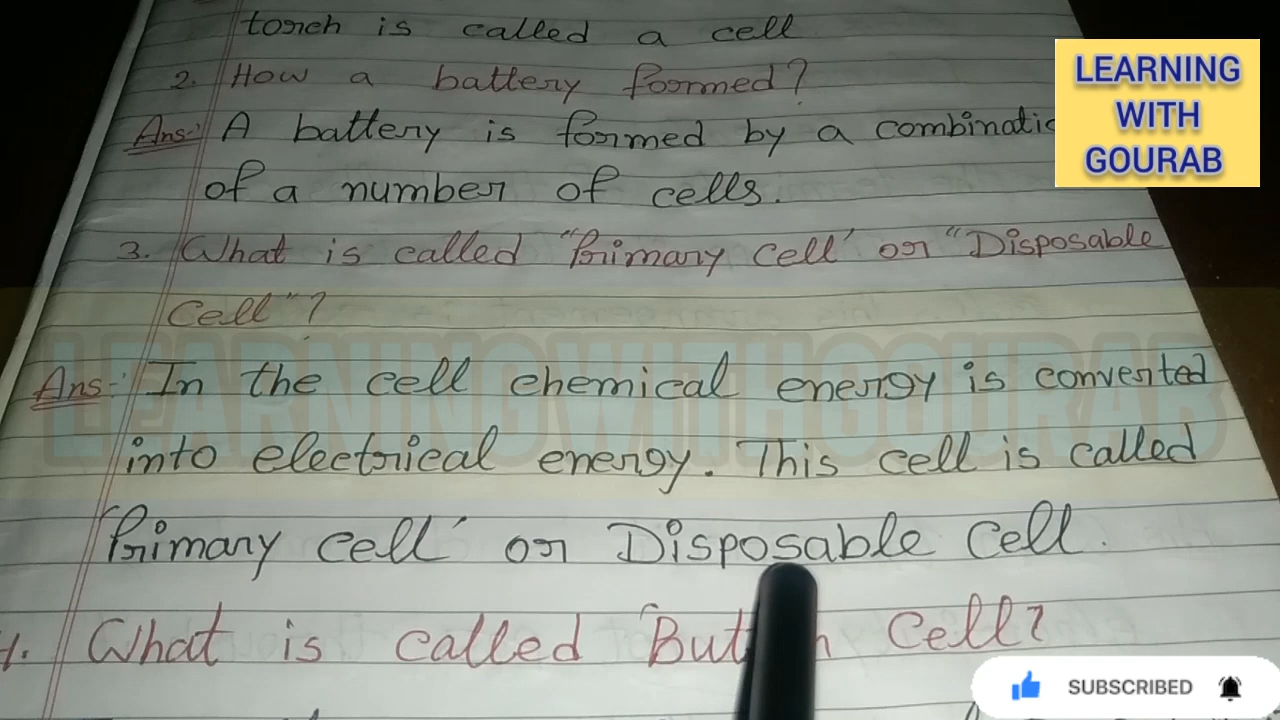 torch is called a cell
2. How a battery formed?
Ans:- A battery is formed by a
of a number of cells.
3. What is called "Primary Cell" or "Disposable
Cell"?
Ans:- In the cell chemical energy is converted
into electrical energy. This cell is called
"Primary Cell" or Disposable Cell.
4. What is called Cell?
LEARNING
WITH
GOURAB
LEARNINGWITHGOURAB
SUBSCRIBED